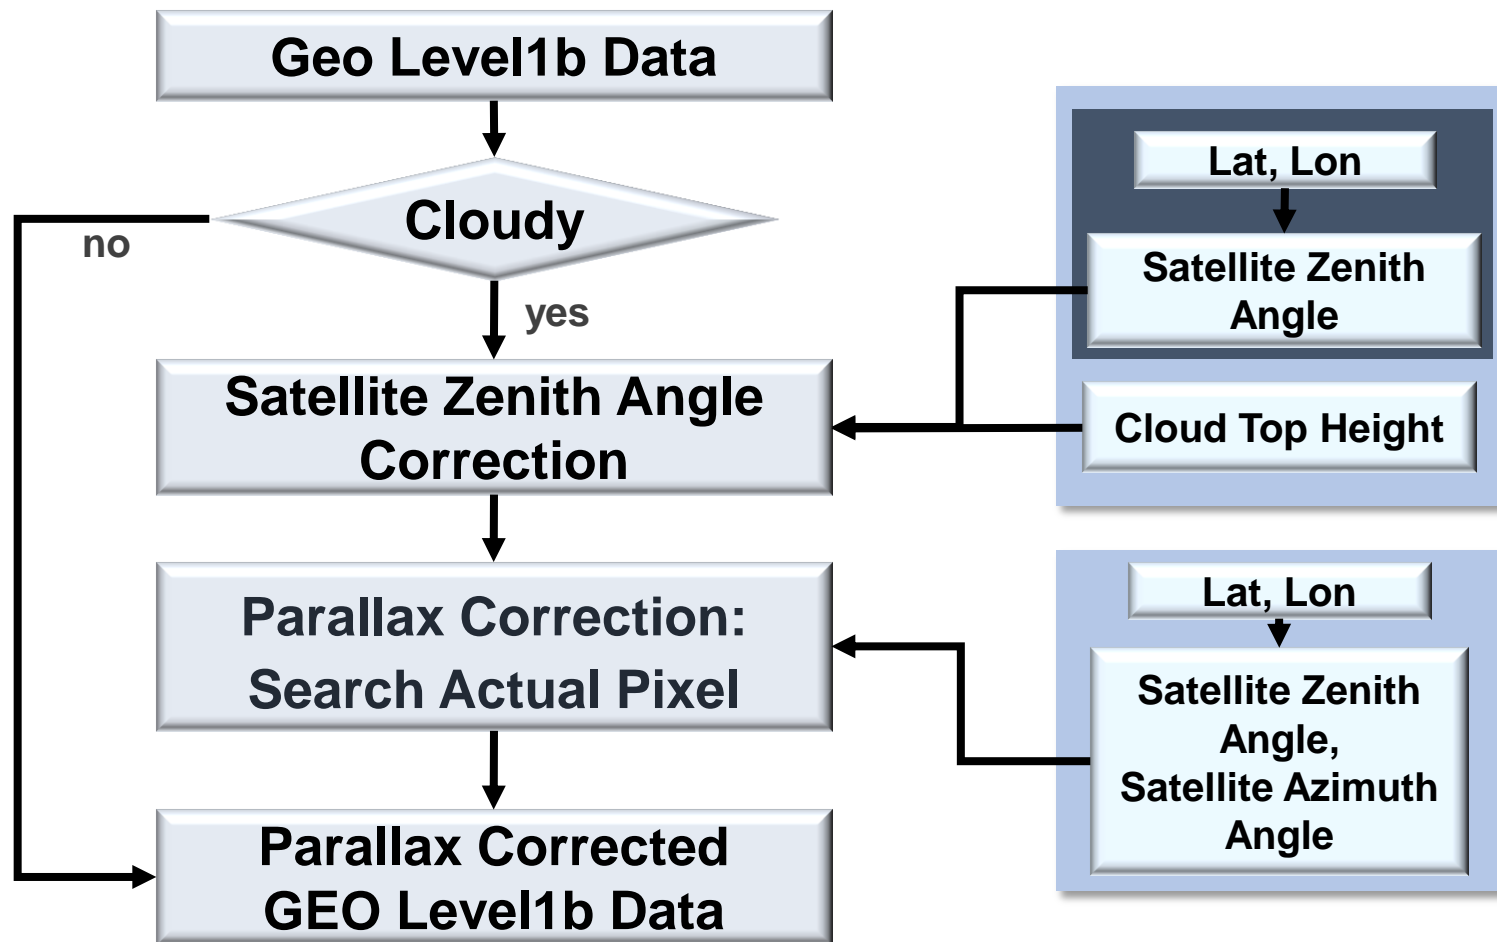 Geo Level1b Data
Cloudy
no
yes
Satellite Zenith Angle
Correction
Parallax Correction:
Search Actual Pixel
Parallax Corrected
GEO Level1b Data
Lat, Lon
Satellite Zenith
Angle
Cloud Top Height
Lat, Lon
Satellite Zenith
Angle,
Satellite Azimuth
Angle